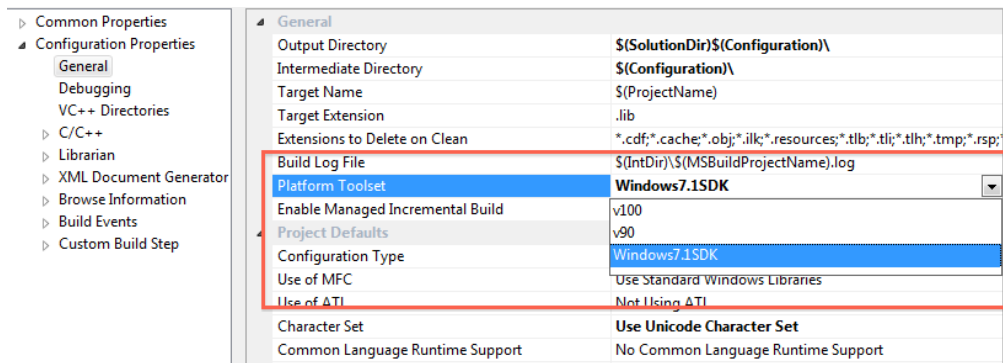 Common Properties
Configuration Properties
General
Debugging
VC++ Directories
C/C++
Librarian
XML Document Generator
Browse Information
Build Events
Custom Build Step
General
Output Directory $(SolutionDir)$(Configuration)\
Intermediate Directory $(Configuration)\
Target Name $(ProjectName)
Target Extension .lib
Extensions to Delete on Clean *.cdf;*.cache;*.obj;*.ilk;*.resources;*.tlb;*.tli;*.tlh;*.tmp;*.rsp;
Build Log File $(IntDir)\$(MSBuildProjectName).log
Platform Toolset Windows7.1SDK
Enable Managed Incremental Build v100
v90
Project Defaults
Configuration Type Windows7.1SDK
Use of MFC Use Standard Windows Libraries
Use of ATL Not Using ATL
Character Set Use Unicode Character Set
Common Language Runtime Support No Common Language Runtime Support